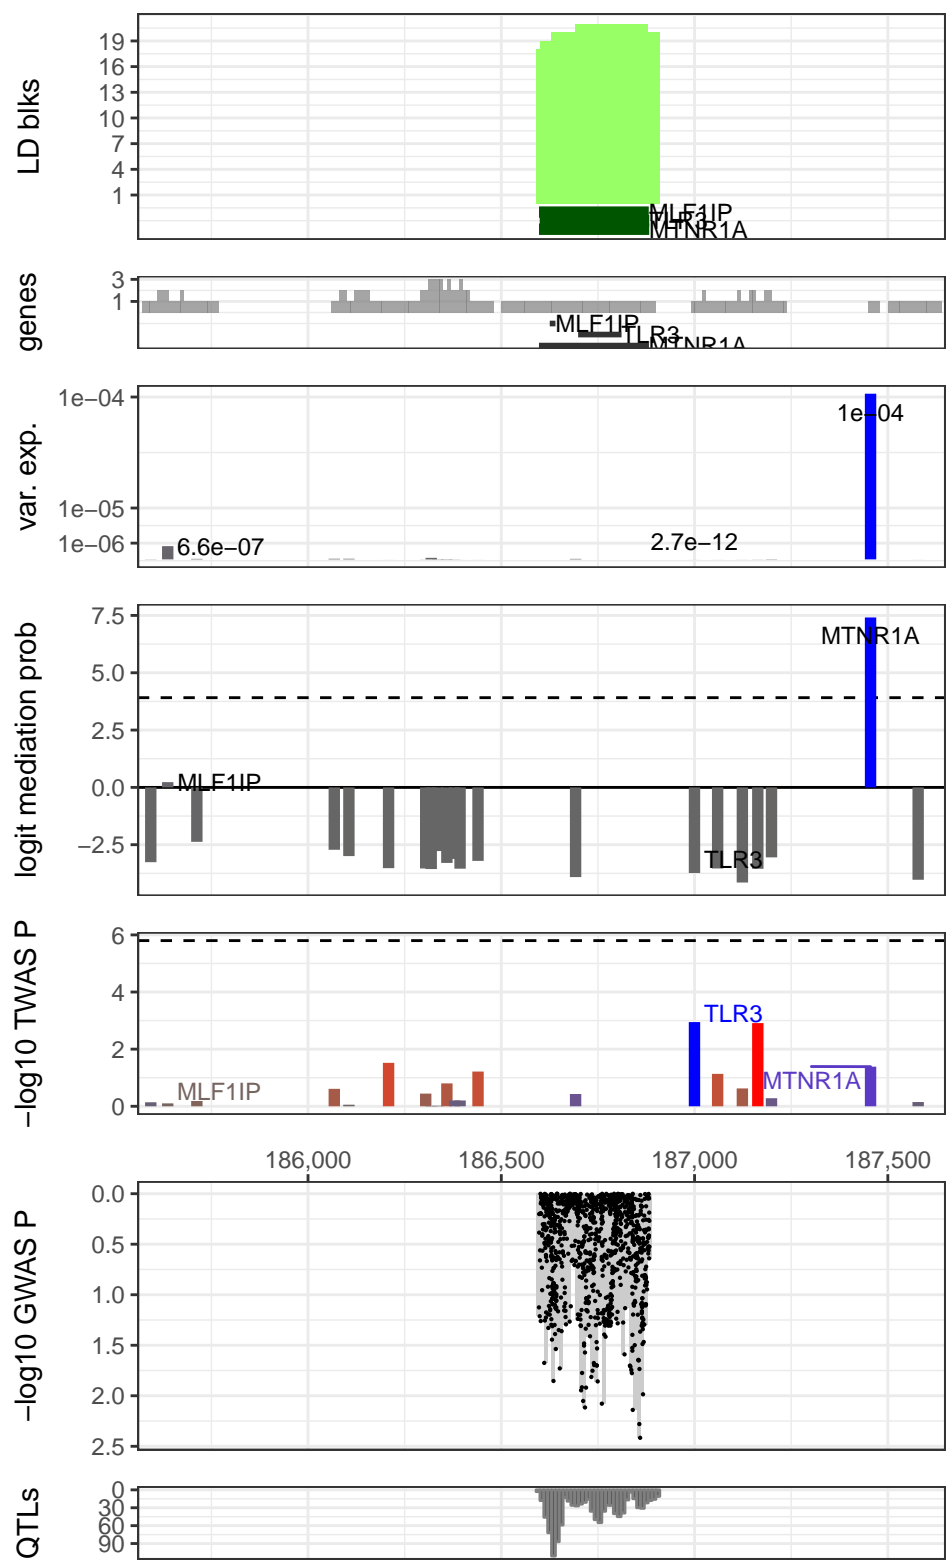 LD blks
19
16
13
10
7
4
1
MLF1IP
TLR3
MTNR1A
genes
3
1
MLF1IP
TLR3
MTNR1A
var. exp.
1e−04
1e−05
1e−06
1e−04
6.6e−07
2.7e−12
logit mediation prob
7.5
5.0
2.5
0.0
−2.5
MTNR1A
MLF1IP
TLR3
−log10 TWAS P
6
4
2
0
TLR3
MTNR1A
MLF1IP
186,000 186,500 187,000 187,500
−log10 GWAS P
0.0
0.5
1.0
1.5
2.0
2.5
QTLs
0
30
60
90